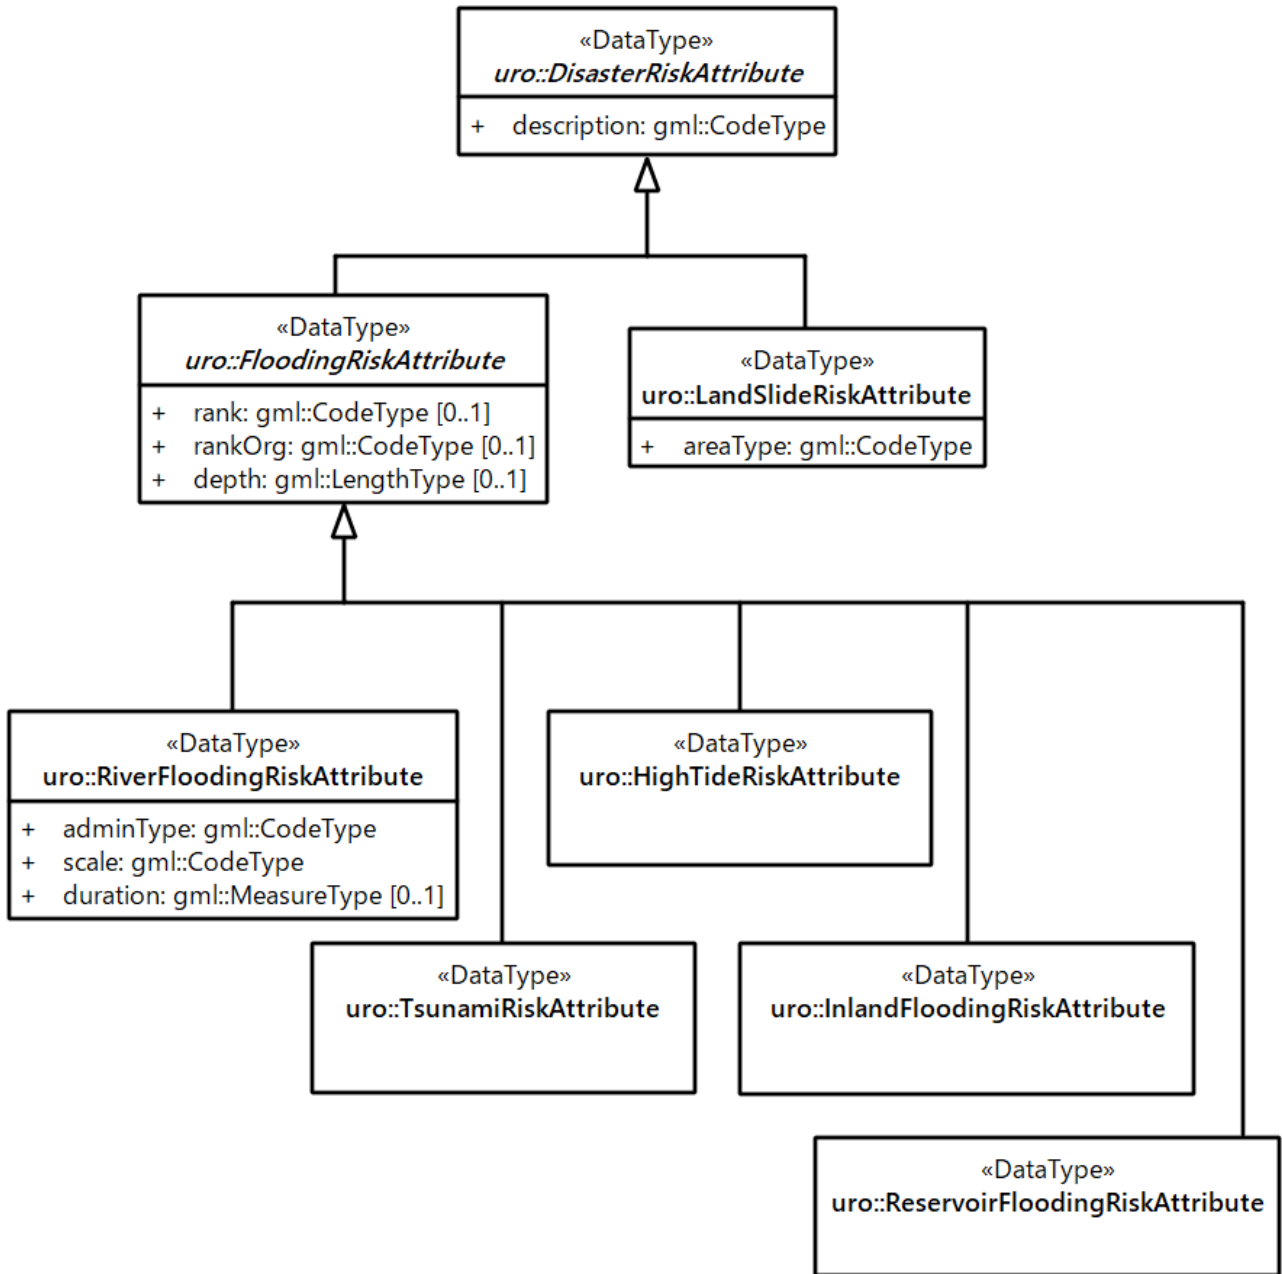 «DataType»
uro::DisasterRiskAttribute
+ description: gml::CodeType
«DataType»
uro::FloodingRiskAttribute
+ rank: gml::CodeType [0..1]
+ rankOrg: gml::CodeType [0..1]
+ depth: gml::LengthType [0..1]
«DataType»
uro::LandSlideRiskAttribute
+ areaType: gml::CodeType
«DataType»
uro::RiverFloodingRiskAttribute
+ adminType: gml::CodeType
+ scale: gml::CodeType
+ duration: gml::MeasureType [0..1]
«DataType»
uro::HighTideRiskAttribute
«DataType»
uro::TsunamiRiskAttribute
«DataType»
uro::InlandFloodingRiskAttribute
«DataType»
uro::ReservoirFloodingRiskAttribute